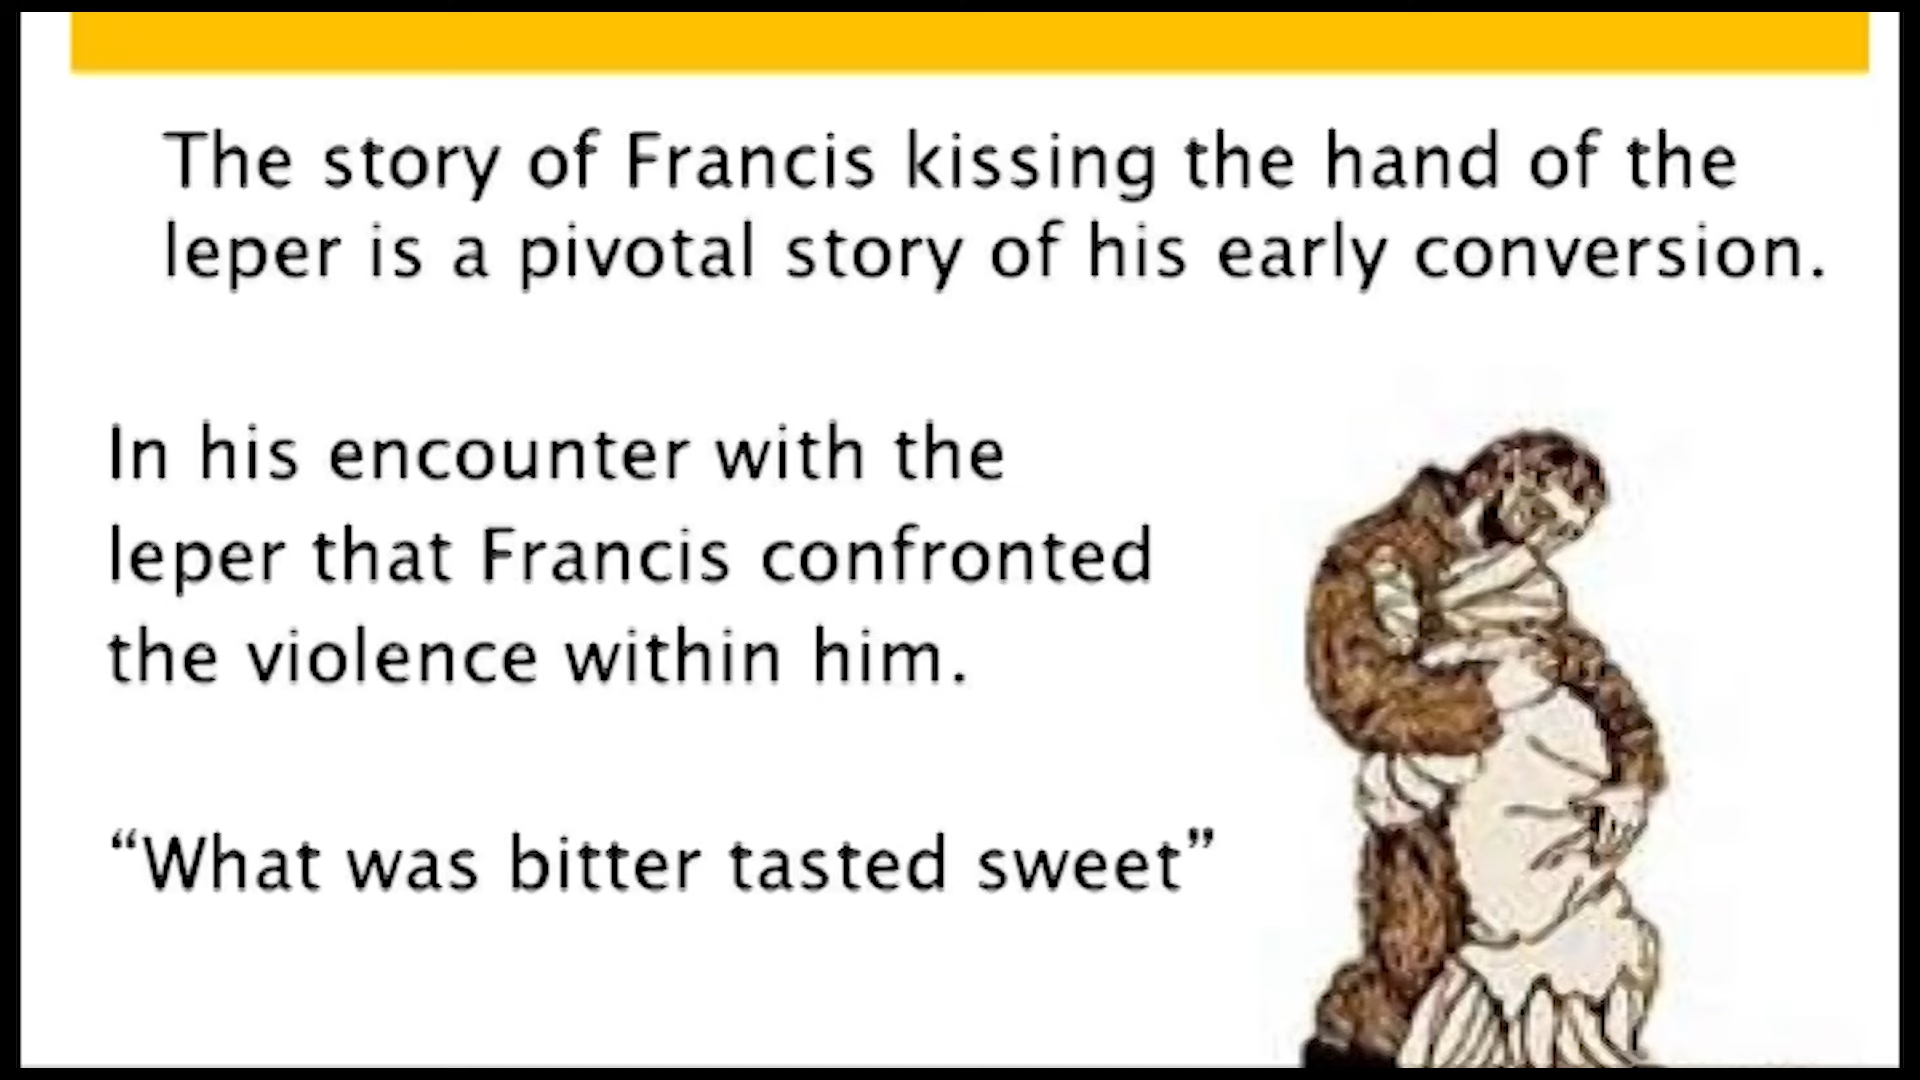 The story of Francis kissing the hand of the
leper is a pivotal story of his early conversion.
In his encounter with the
leper that Francis confronted
the violence within him.
“What was bitter tasted sweet”